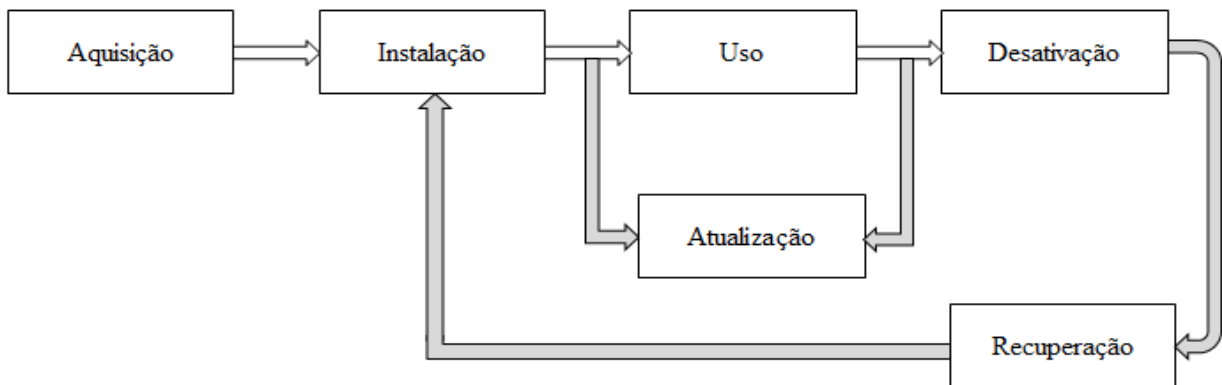 Aquisição
Instalação
Uso
Desativação
Atualização
Recuperação